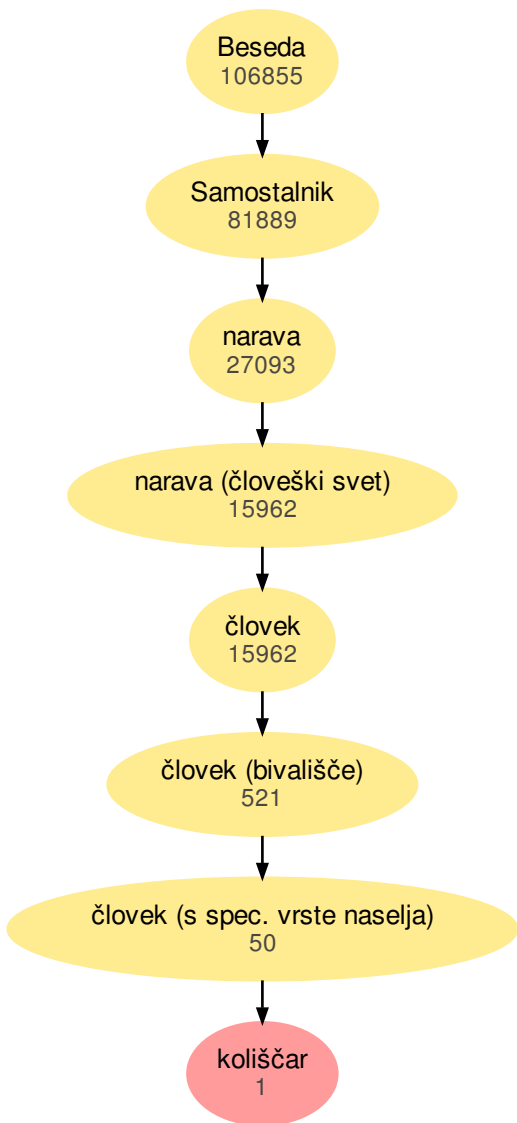 Beseda
106855
Samostalnik
81889
narava
27093
narava (človeški svet)
15962
človek
15962
človek (bivališče)
521
človek (s spec. vrste naselja)
50
koliščar
1